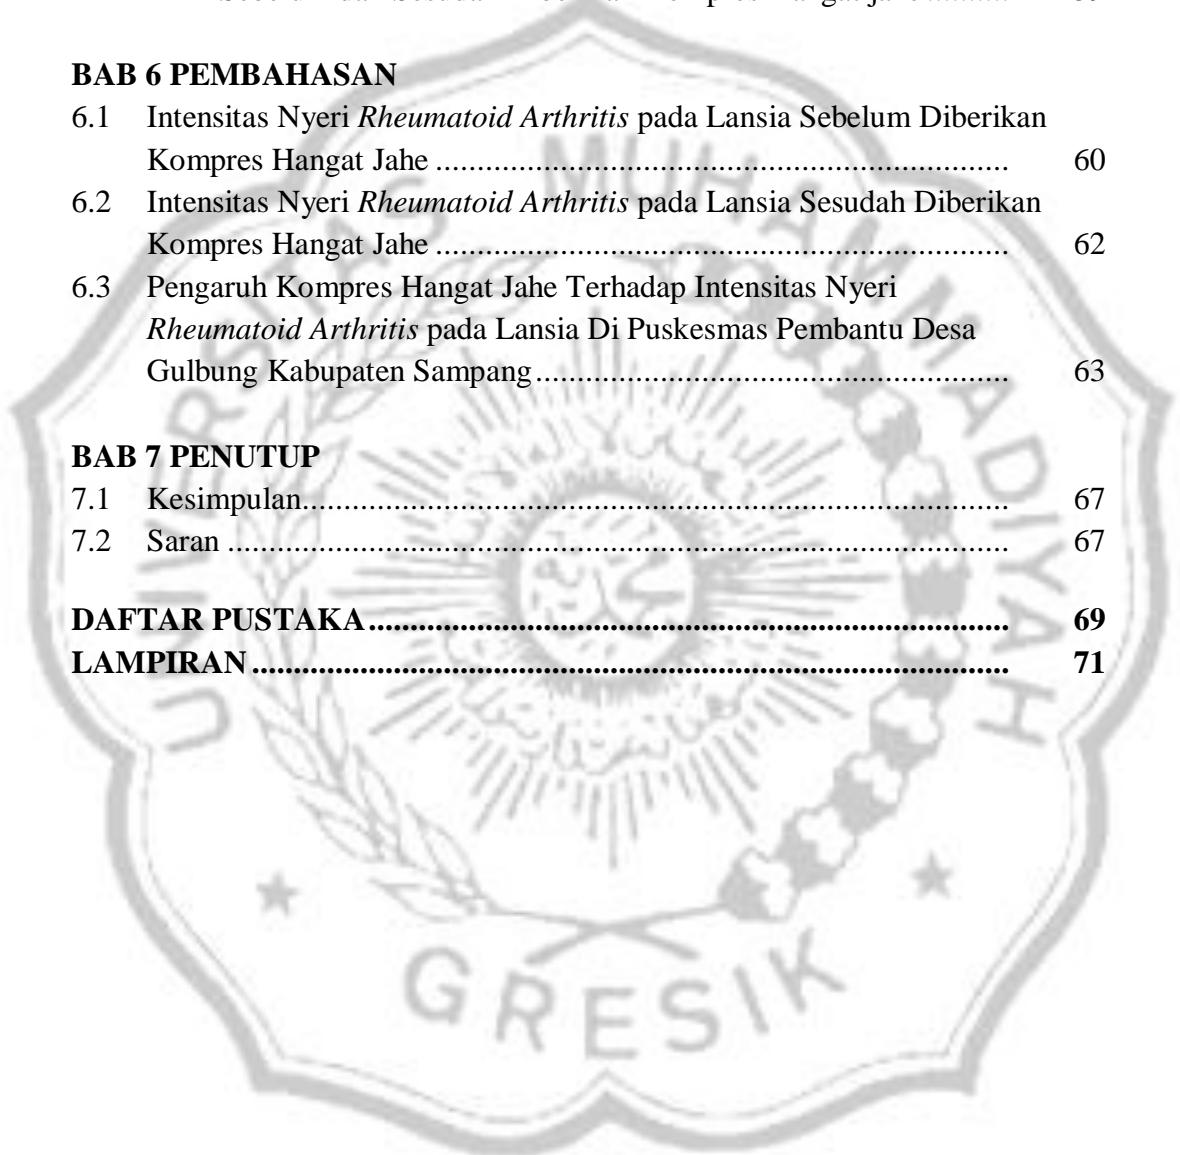 BAB 6 PEMBAHASAN
6.1 Intensitas Nyeri Rheumatoid Arthritis pada Lansia Sebelum Diberikan
Kompres Hangat Jahe ..................................................................... 60
6.2 Intensitas Nyeri Rheumatoid Arthritis pada Lansia Sesudah Diberikan
Kompres Hangat Jahe ..................................................................... 62
6.3 Pengaruh Kompres Hangat Jahe Terhadap Intensitas Nyeri
Rheumatoid Arthritis pada Lansia Di Puskesmas Pembantu Desa
Gulbung Kabupaten Sampang ......................................................... 63
BAB 7 PENUTUP
7.1 Kesimpulan..................................................................................... 67
7.2 Saran .............................................................................................. 67
DAFTAR PUSTAKA ............................................................................. 69
LAMPIRAN ........................................................................................... 71
UNIVERSITAS MUHAMMADIYAH
GRESIK